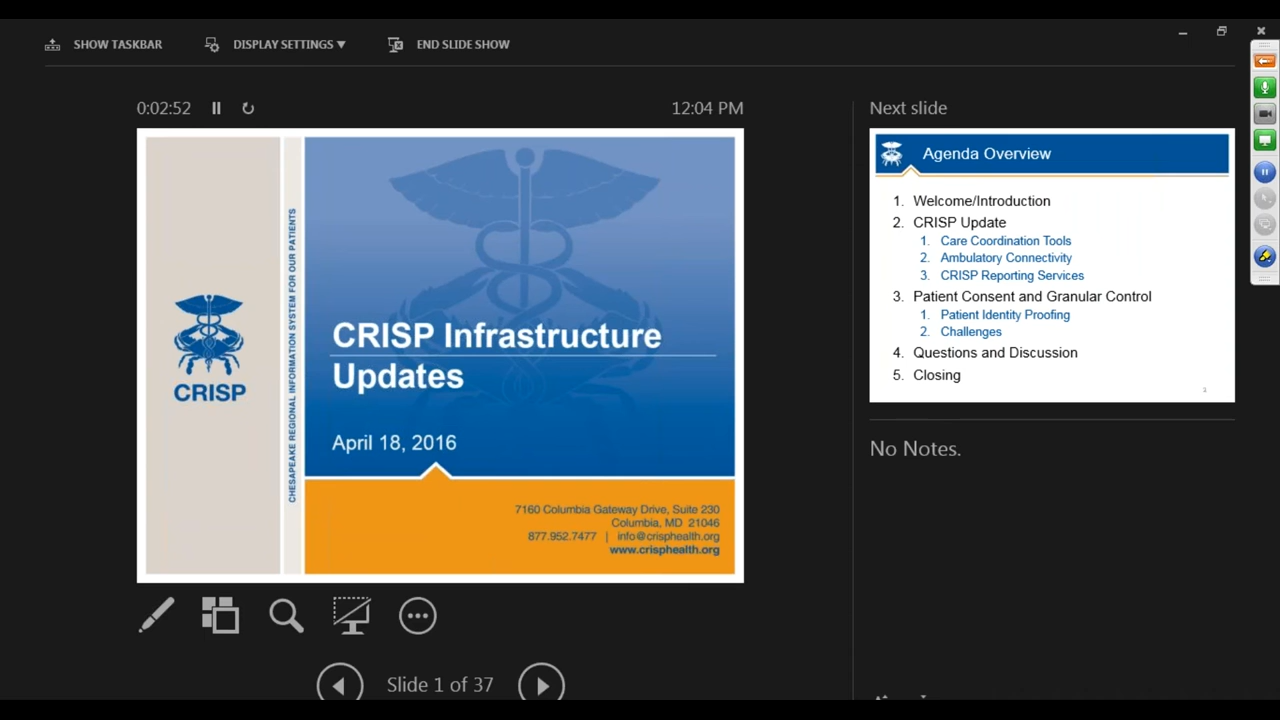 SHOW TASKBAR
DISPLAY SETTINGS ▼
END SLIDE SHOW
0:02:52
12:04 PM
CRISP
CHESAPEAKE REGIONAL INFORMATION SYSTEM FOR OUR PATIENTS
CRISP Infrastructure
Updates
April 18, 2016
7160 Columbia Gateway Drive, Suite 230
Columbia, MD 21046
877.952.7477 | info@crisphealth.org
www.crisphealth.org
Slide 1 of 37
Next slide
Agenda Overview
1. Welcome/Introduction
2. CRISP Update
1. Care Coordination Tools
2. Ambulatory Connectivity
3. CRISP Reporting Services
3. Patient Consent and Granular Control
1. Patient Identity Proofing
2. Challenges
4. Questions and Discussion
5. Closing
1
No Notes.